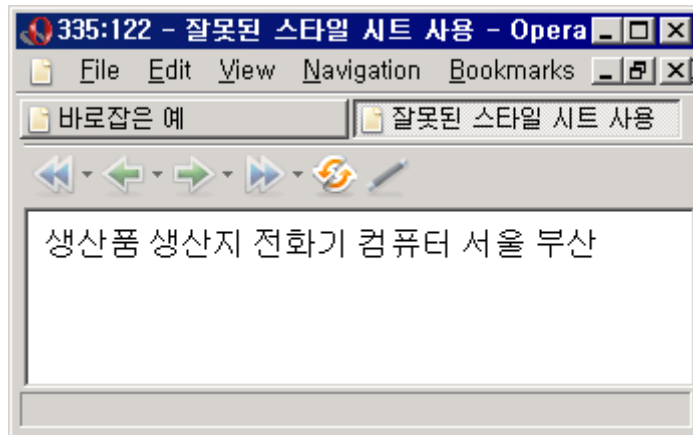 335:122 - 잘못된 스타일 시트 사용 - Opera
File Edit View Navigation Bookmarks
바로잡은 예 잘못된 스타일 시트 사용
생산품 생산지 전화기 컴퓨터 서울 부산